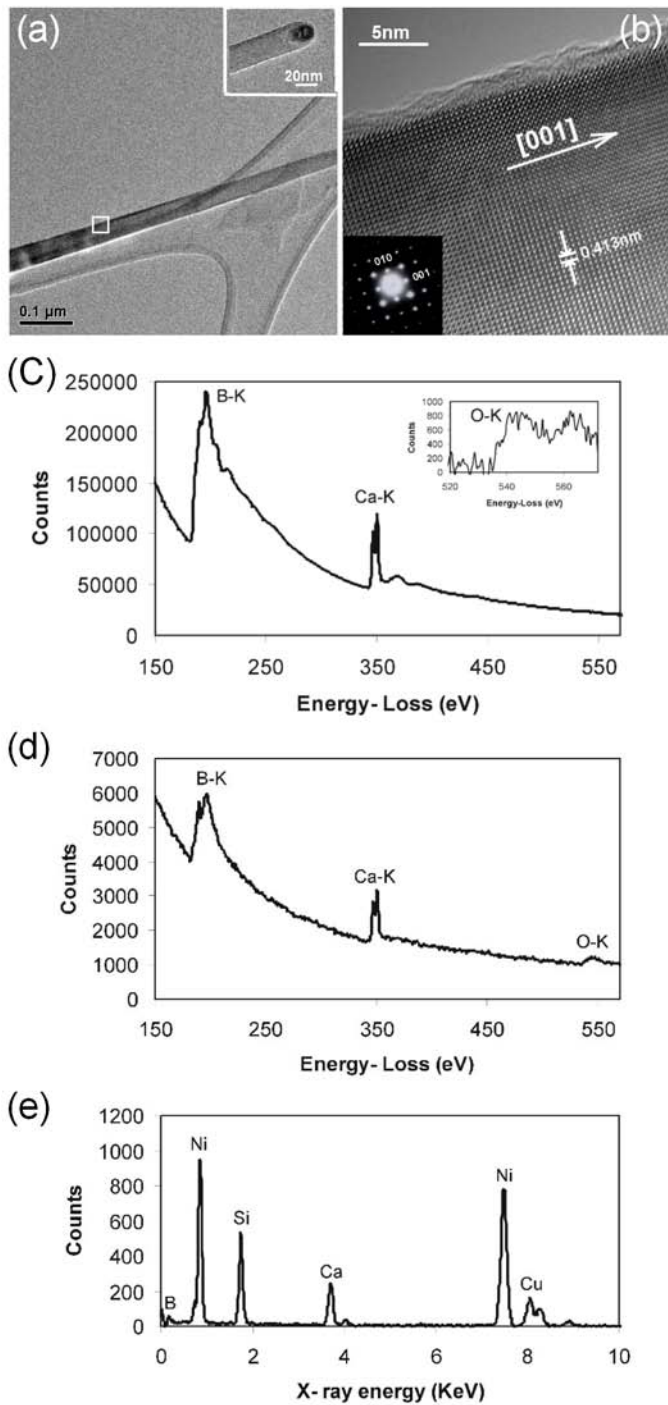 (a)
20nm
0.1 μm
5nm
(b)
[001]
0.413nm
010
001
(C)
250000
200000
150000
100000
50000
0
Counts
B-K
Ca-K
150
250
350
450
550
Energy- Loss (eV)
O-K
1000
800
600
400
200
0
Counts
520
540
560
Energy-Loss (eV)
(d)
7000
6000
5000
4000
3000
2000
1000
0
Counts
B-K
Ca-K
O-K
150
250
350
450
550
Energy- Loss (eV)
(e)
1200
1000
800
600
400
200
0
Counts
B
Ni
Si
Ca
Ni
Cu
0
2
4
6
8
10
X- ray energy (KeV)